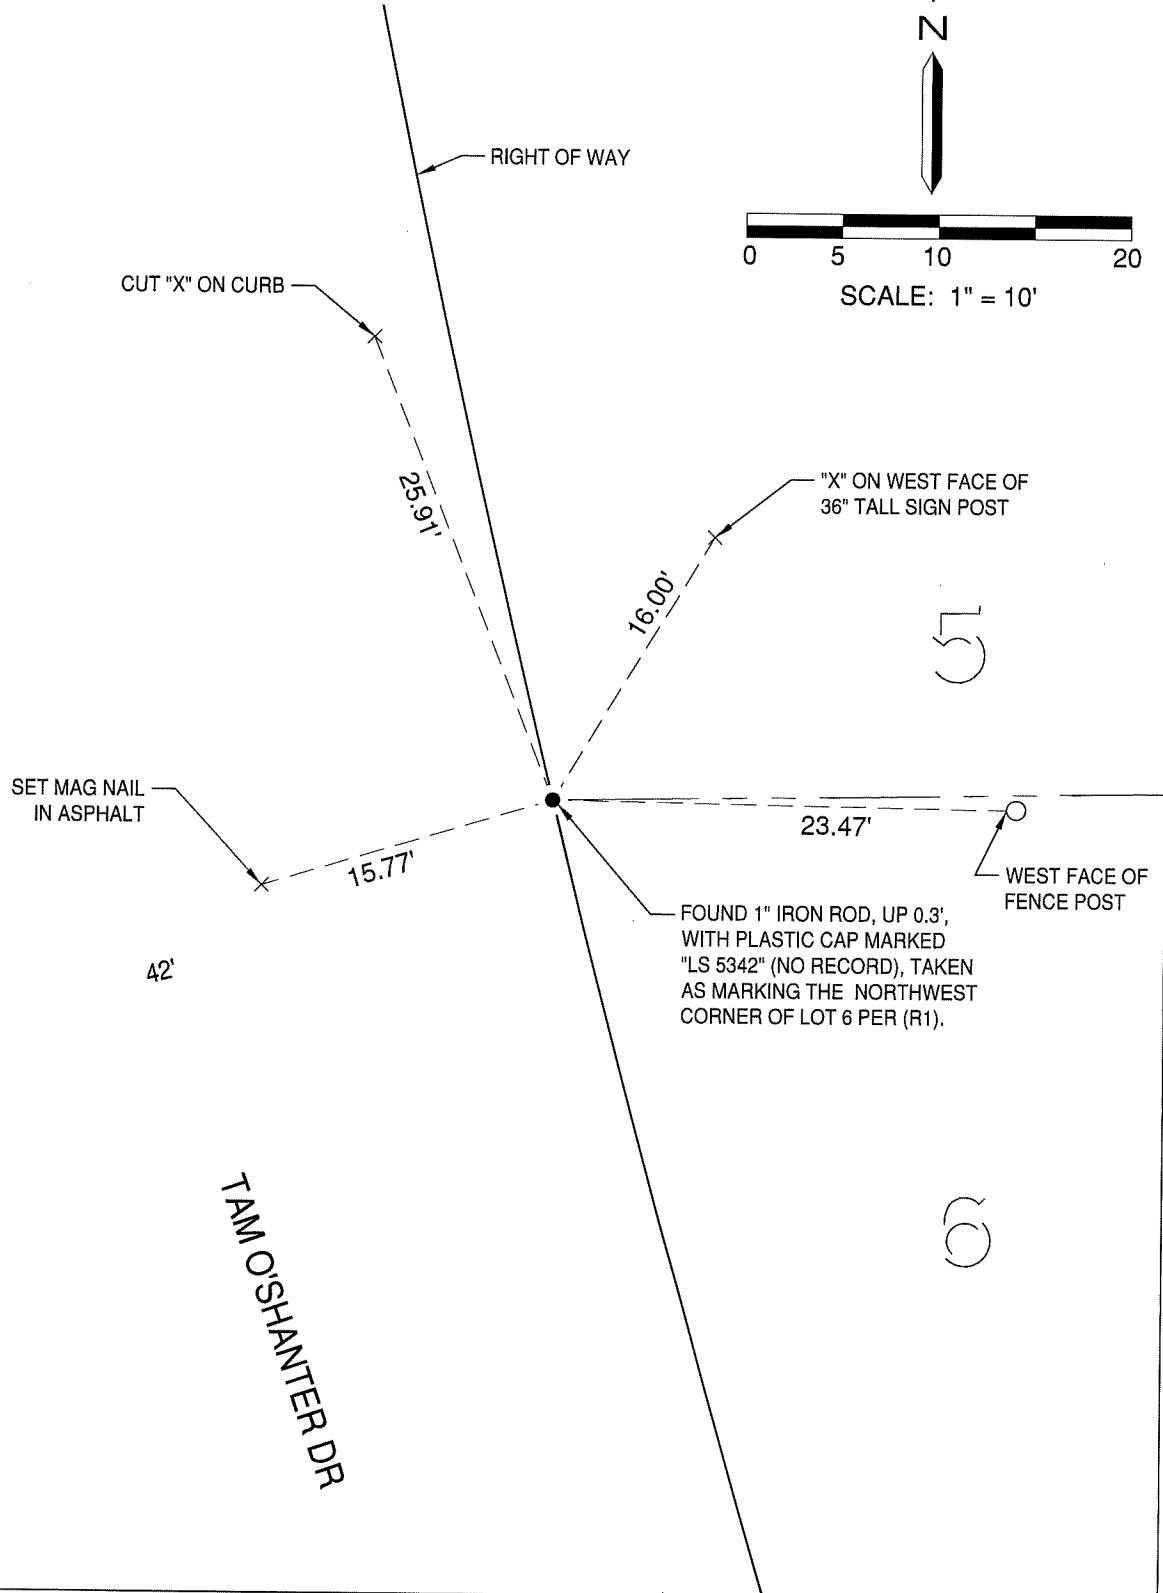 N
RIGHT OF WAY
0 5 10 20
SCALE: 1" = 10'
CUT "X" ON CURB
25.91'
"X" ON WEST FACE OF
36" TALL SIGN POST
16.00'
5
SET MAG NAIL
IN ASPHALT
15.77'
23.47'
WEST FACE OF
FENCE POST
FOUND 1" IRON ROD, UP 0.3',
WITH PLASTIC CAP MARKED
"LS 5342" (NO RECORD), TAKEN
AS MARKING THE NORTHWEST
CORNER OF LOT 6 PER (R1).
42'
TAM O'SHANTER DR
6